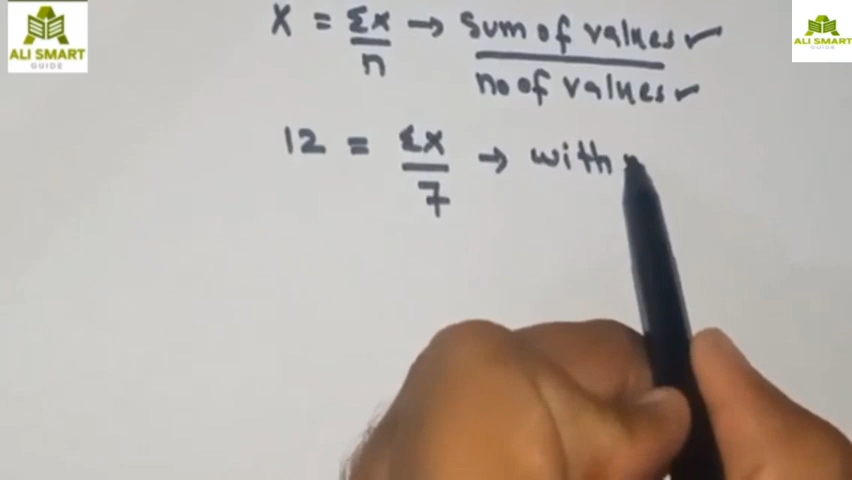 ALI SMART
GUIDE
X = Σx/n → Sum of values ✓ / no of values ✓
12 = Σx/7 → with
ALI SMART
GUIDE